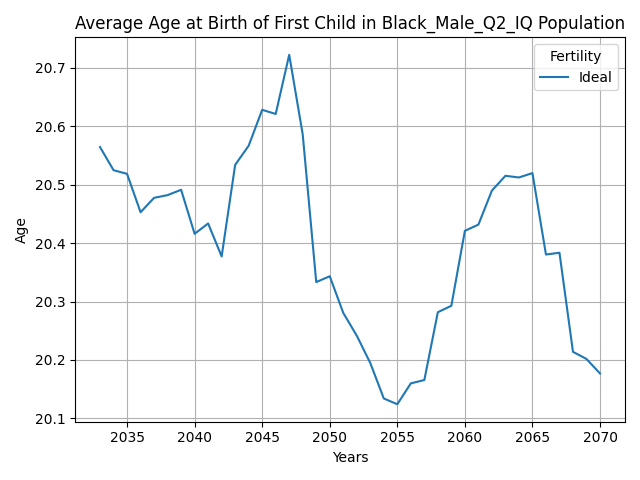 Average Age at Birth of First Child in Black_Male_Q2_IQ Population
Fertility
Ideal
Age
20.7
20.6
20.5
20.4
20.3
20.2
20.1
2035 2040 2045 2050 2055 2060 2065 2070
Years